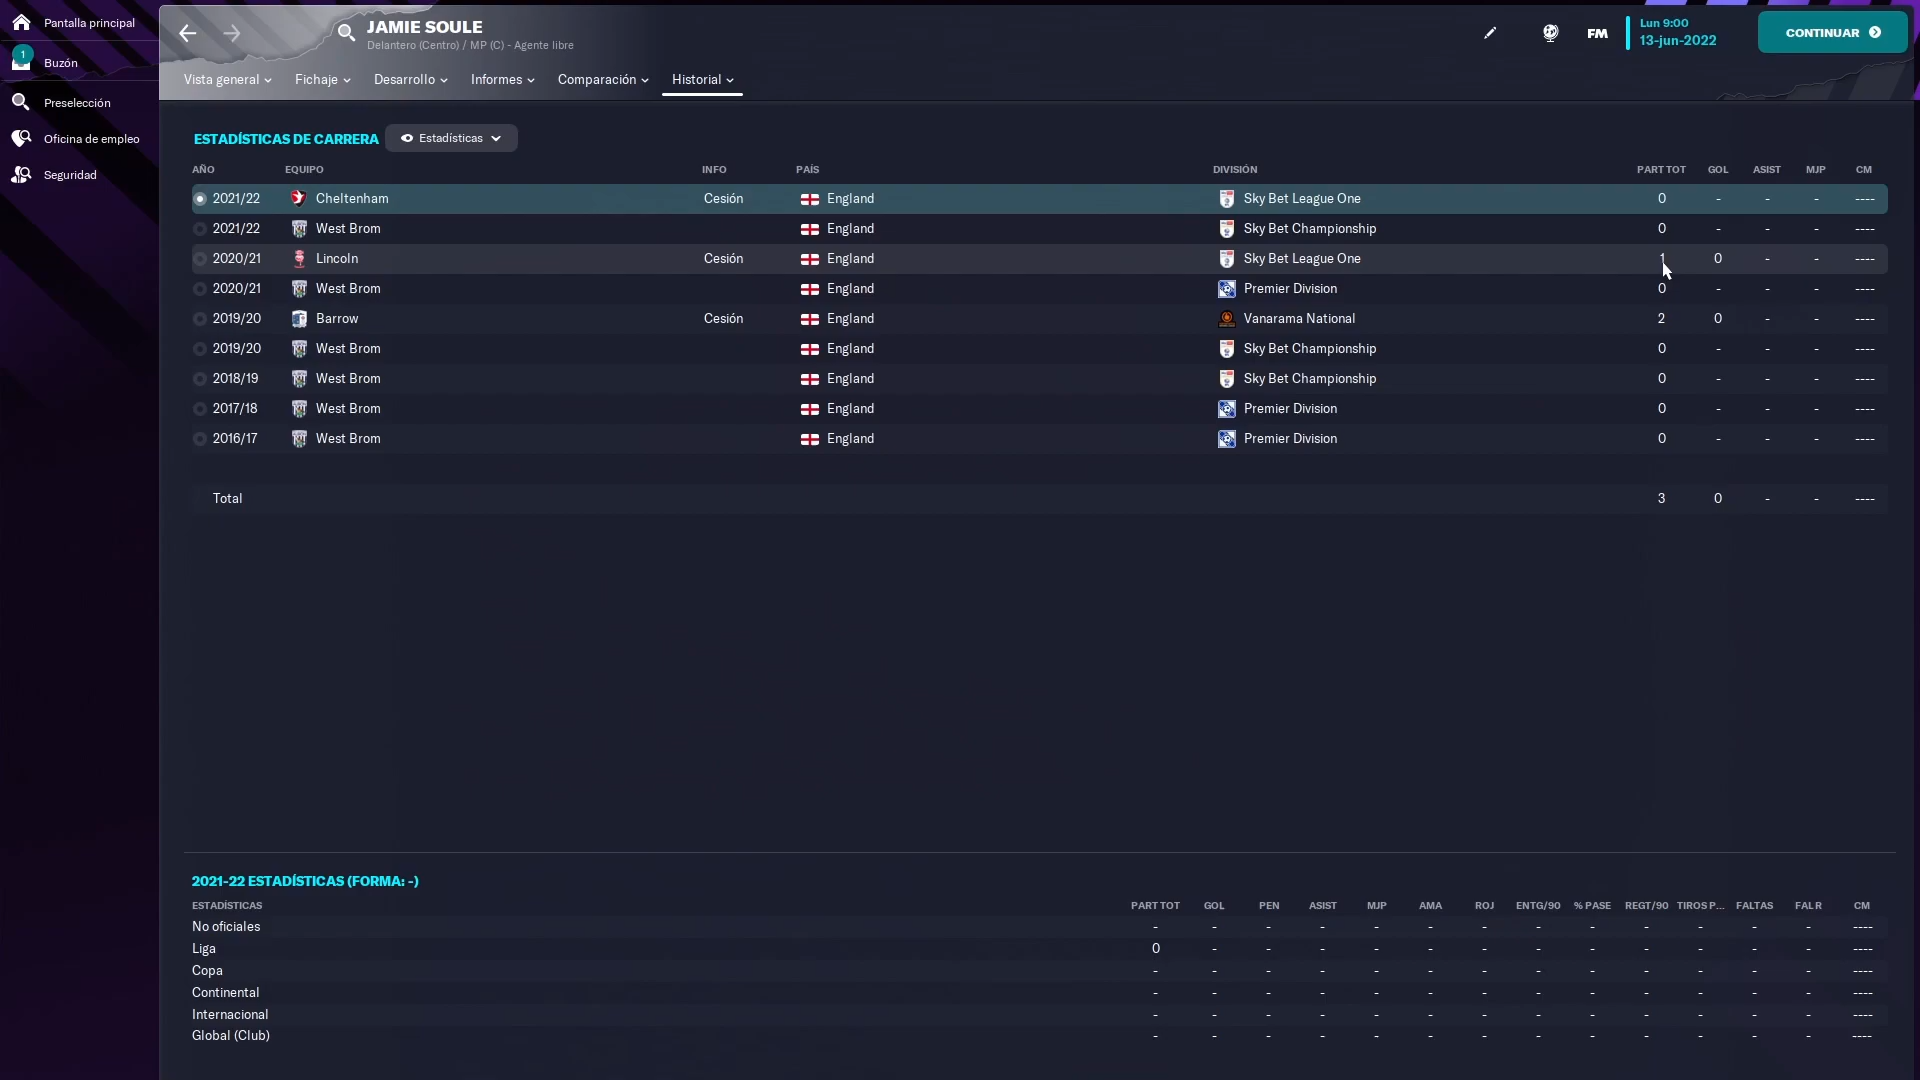 Pantalla principal
1
Buzón
Preselección
Oficina de empleo
Seguridad
JAMIE SOULE
Delantero (Centro) / MP (C) - Agente libre
FM
Lun 9:00
13-jun-2022
CONTINUAR
Vista general Fichaje Desarrollo Informes Comparación Historial
ESTADÍSTICAS DE CARRERA Estadísticas
AÑO EQUIPO INFO PAÍS DIVISIÓN PART TOT GOL ASIST MJP CM
2021/22 Cheltenham Cesión England Sky Bet League One 0 - - - ----
2021/22 West Brom England Sky Bet Championship 0 - - - ----
2020/21 Lincoln Cesión England Sky Bet League One 1 0 - - ----
2020/21 West Brom England Premier Division 0 - - - ----
2019/20 Barrow Cesión England Vanarama National 2 0 - - ----
2019/20 West Brom England Sky Bet Championship 0 - - - ----
2018/19 West Brom England Sky Bet Championship 0 - - - ----
2017/18 West Brom England Premier Division 0 - - - ----
2016/17 West Brom England Premier Division 0 - - - ----
Total 3 0 - - ----
2021-22 ESTADÍSTICAS (FORMA: -)
ESTADÍSTICAS PART TOT GOL PEN ASIST MJP AMA ROJ ENTG/90 % PASE REGT/90 TIROS P... FALTAS FAL R CM
No oficiales - - - - - - - - - - - - - ----
Liga 0 - - - - - - - - - - - - ----
Copa - - - - - - - - - - - - - ----
Continental - - - - - - - - - - - - - ----
Internacional - - - - - - - - - - - - - ----
Global (Club) - - - - - - - - - - - - - ----